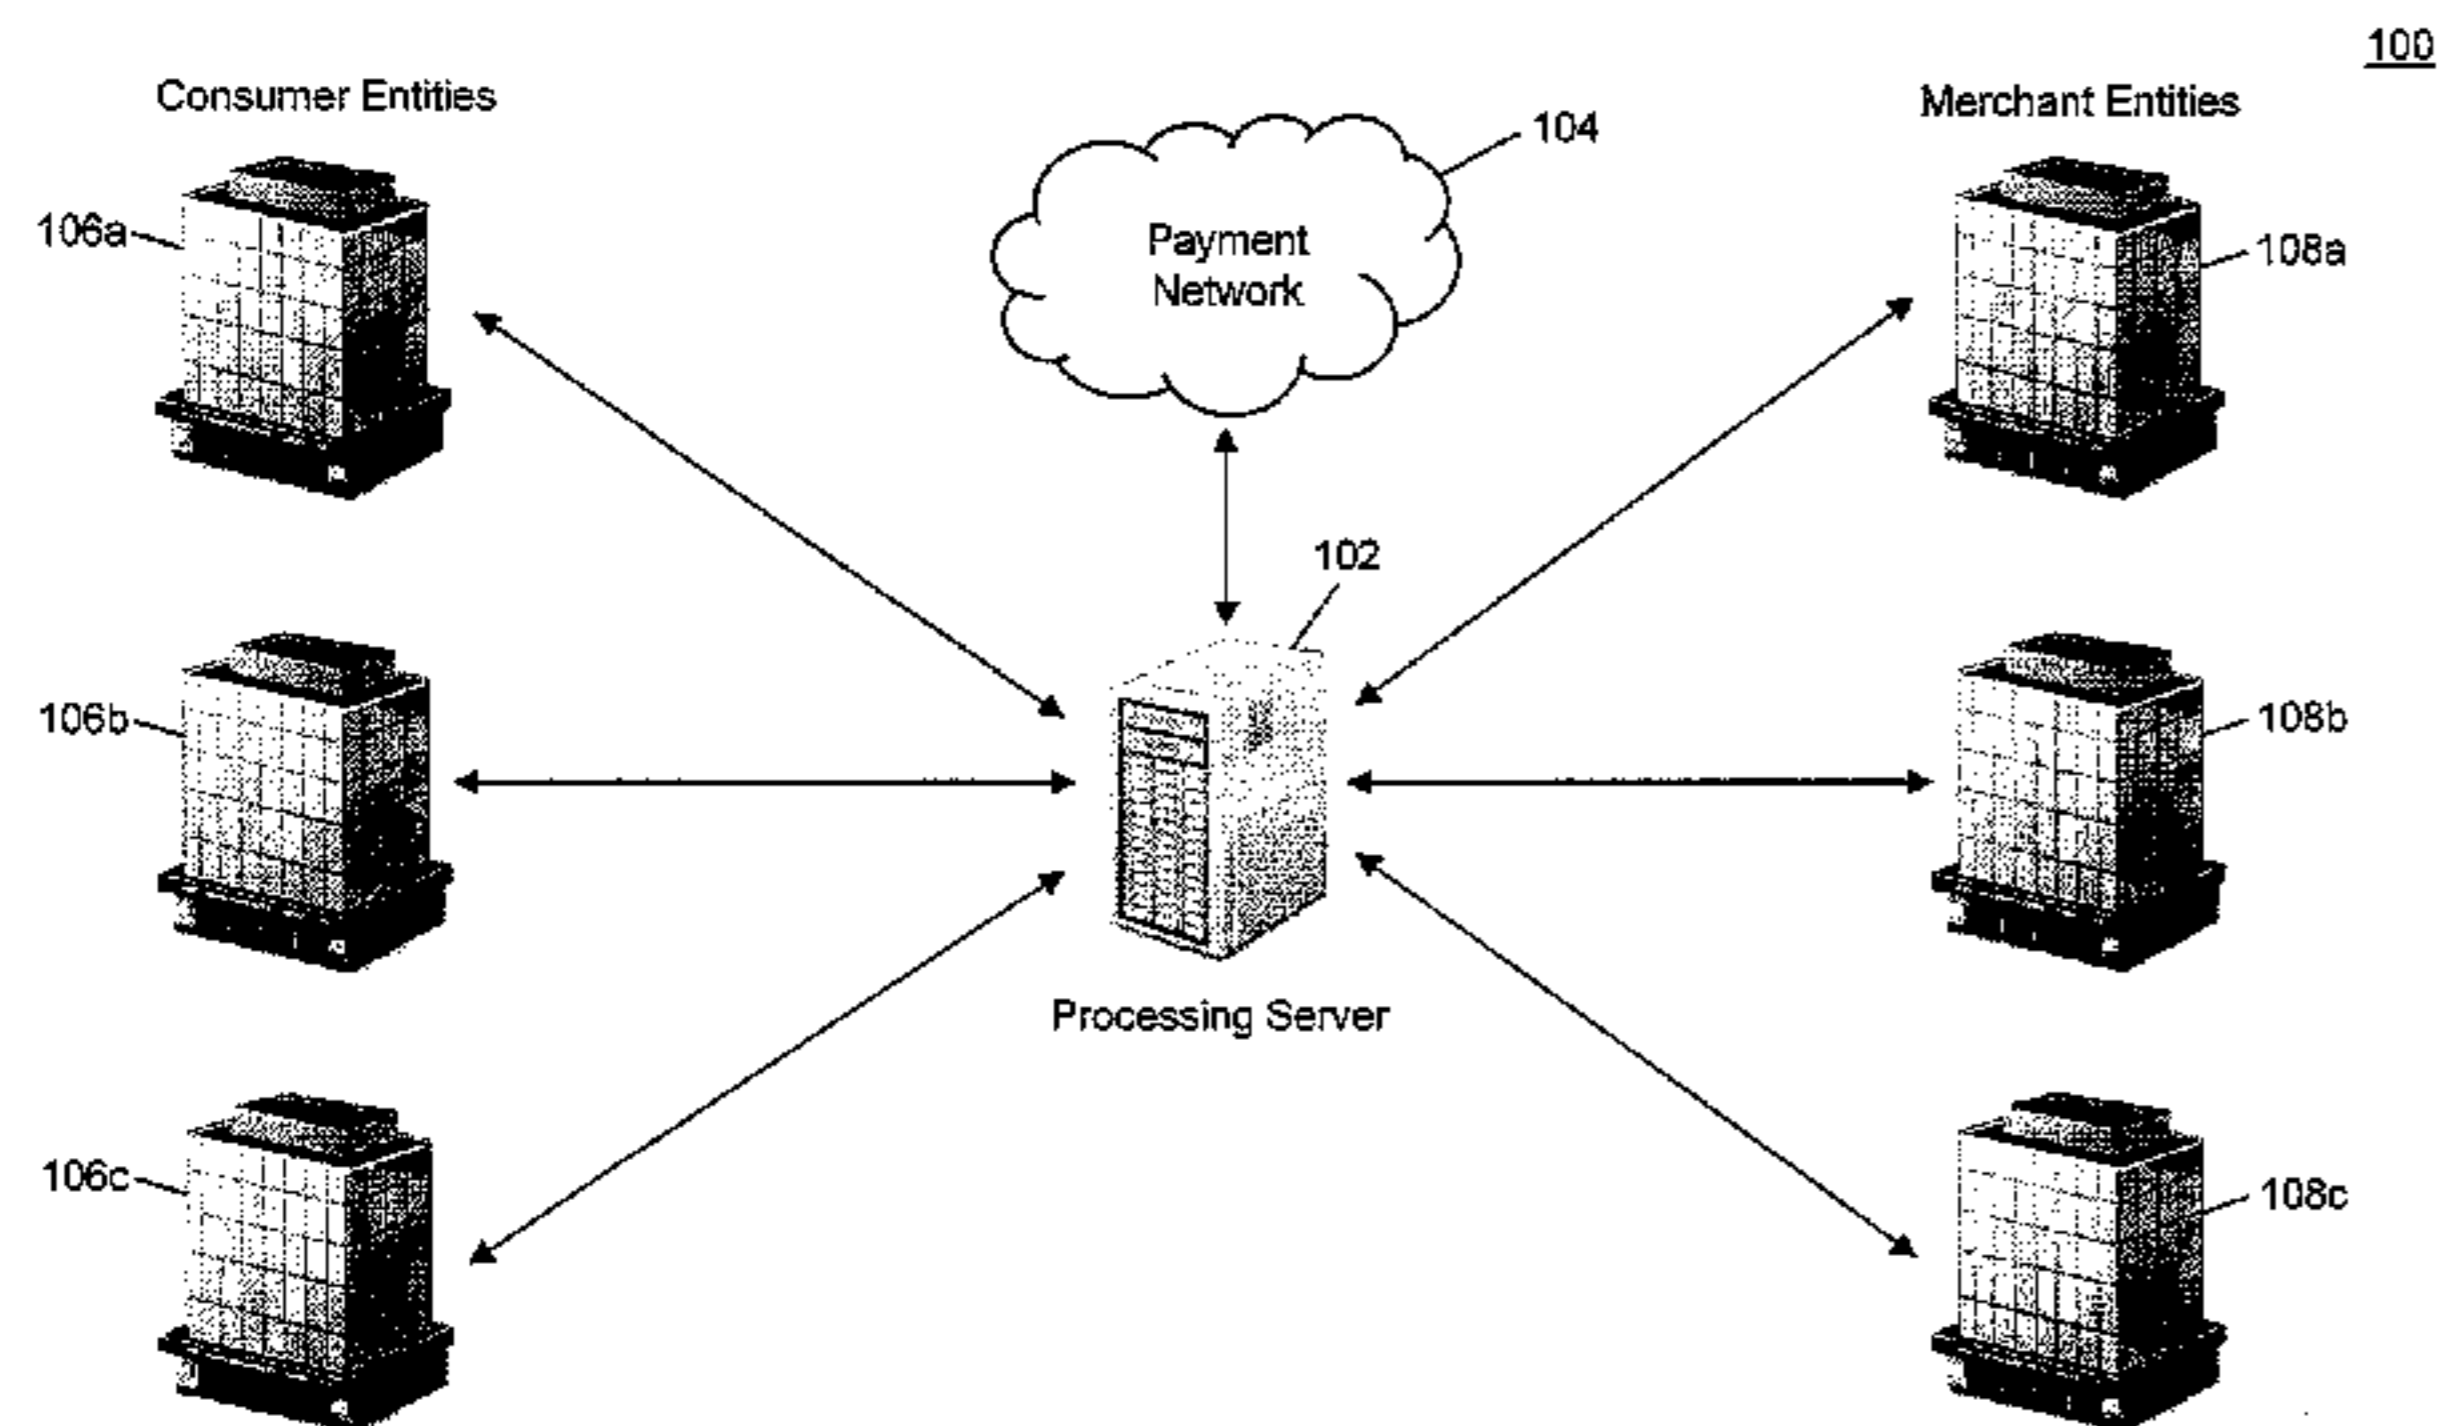 100
Consumer Entities
Merchant Entities
104
Payment
Network
106a
108a
102
106b
108b
Processing Server
106c
108c